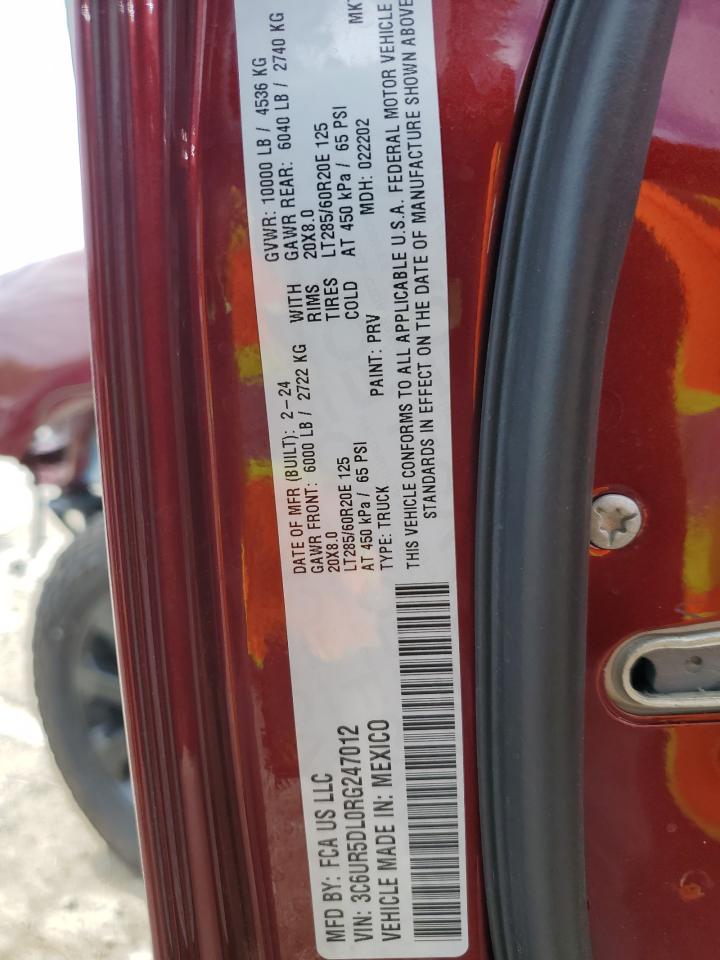 MFD BY: FCA US LLC
VIN: 3C6UR5DL0RG247012
VEHICLE MADE IN: MEXICO
DATE OF MFR (BUILT): 2-24
GAWR FRONT: 6000 LB / 2722 KG
20X8.0
LT285/60R20E 125
AT 450 kPa / 65 PSI
TYPE: TRUCK
WITH
RIMS
TIRES
COLD
GVWR: 10000 LB / 4536 KG
GAWR REAR: 6040 LB / 2740 KG
20X8.0
LT285/60R20E 125
AT 450 kPa / 65 PSI
PAINT: PRV
MDH: 022202
THIS VEHICLE CONFORMS TO ALL APPLICABLE U.S.A. FEDERAL MOTOR VEHICLE
STANDARDS IN EFFECT ON THE DATE OF MANUFACTURE SHOWN ABOVE